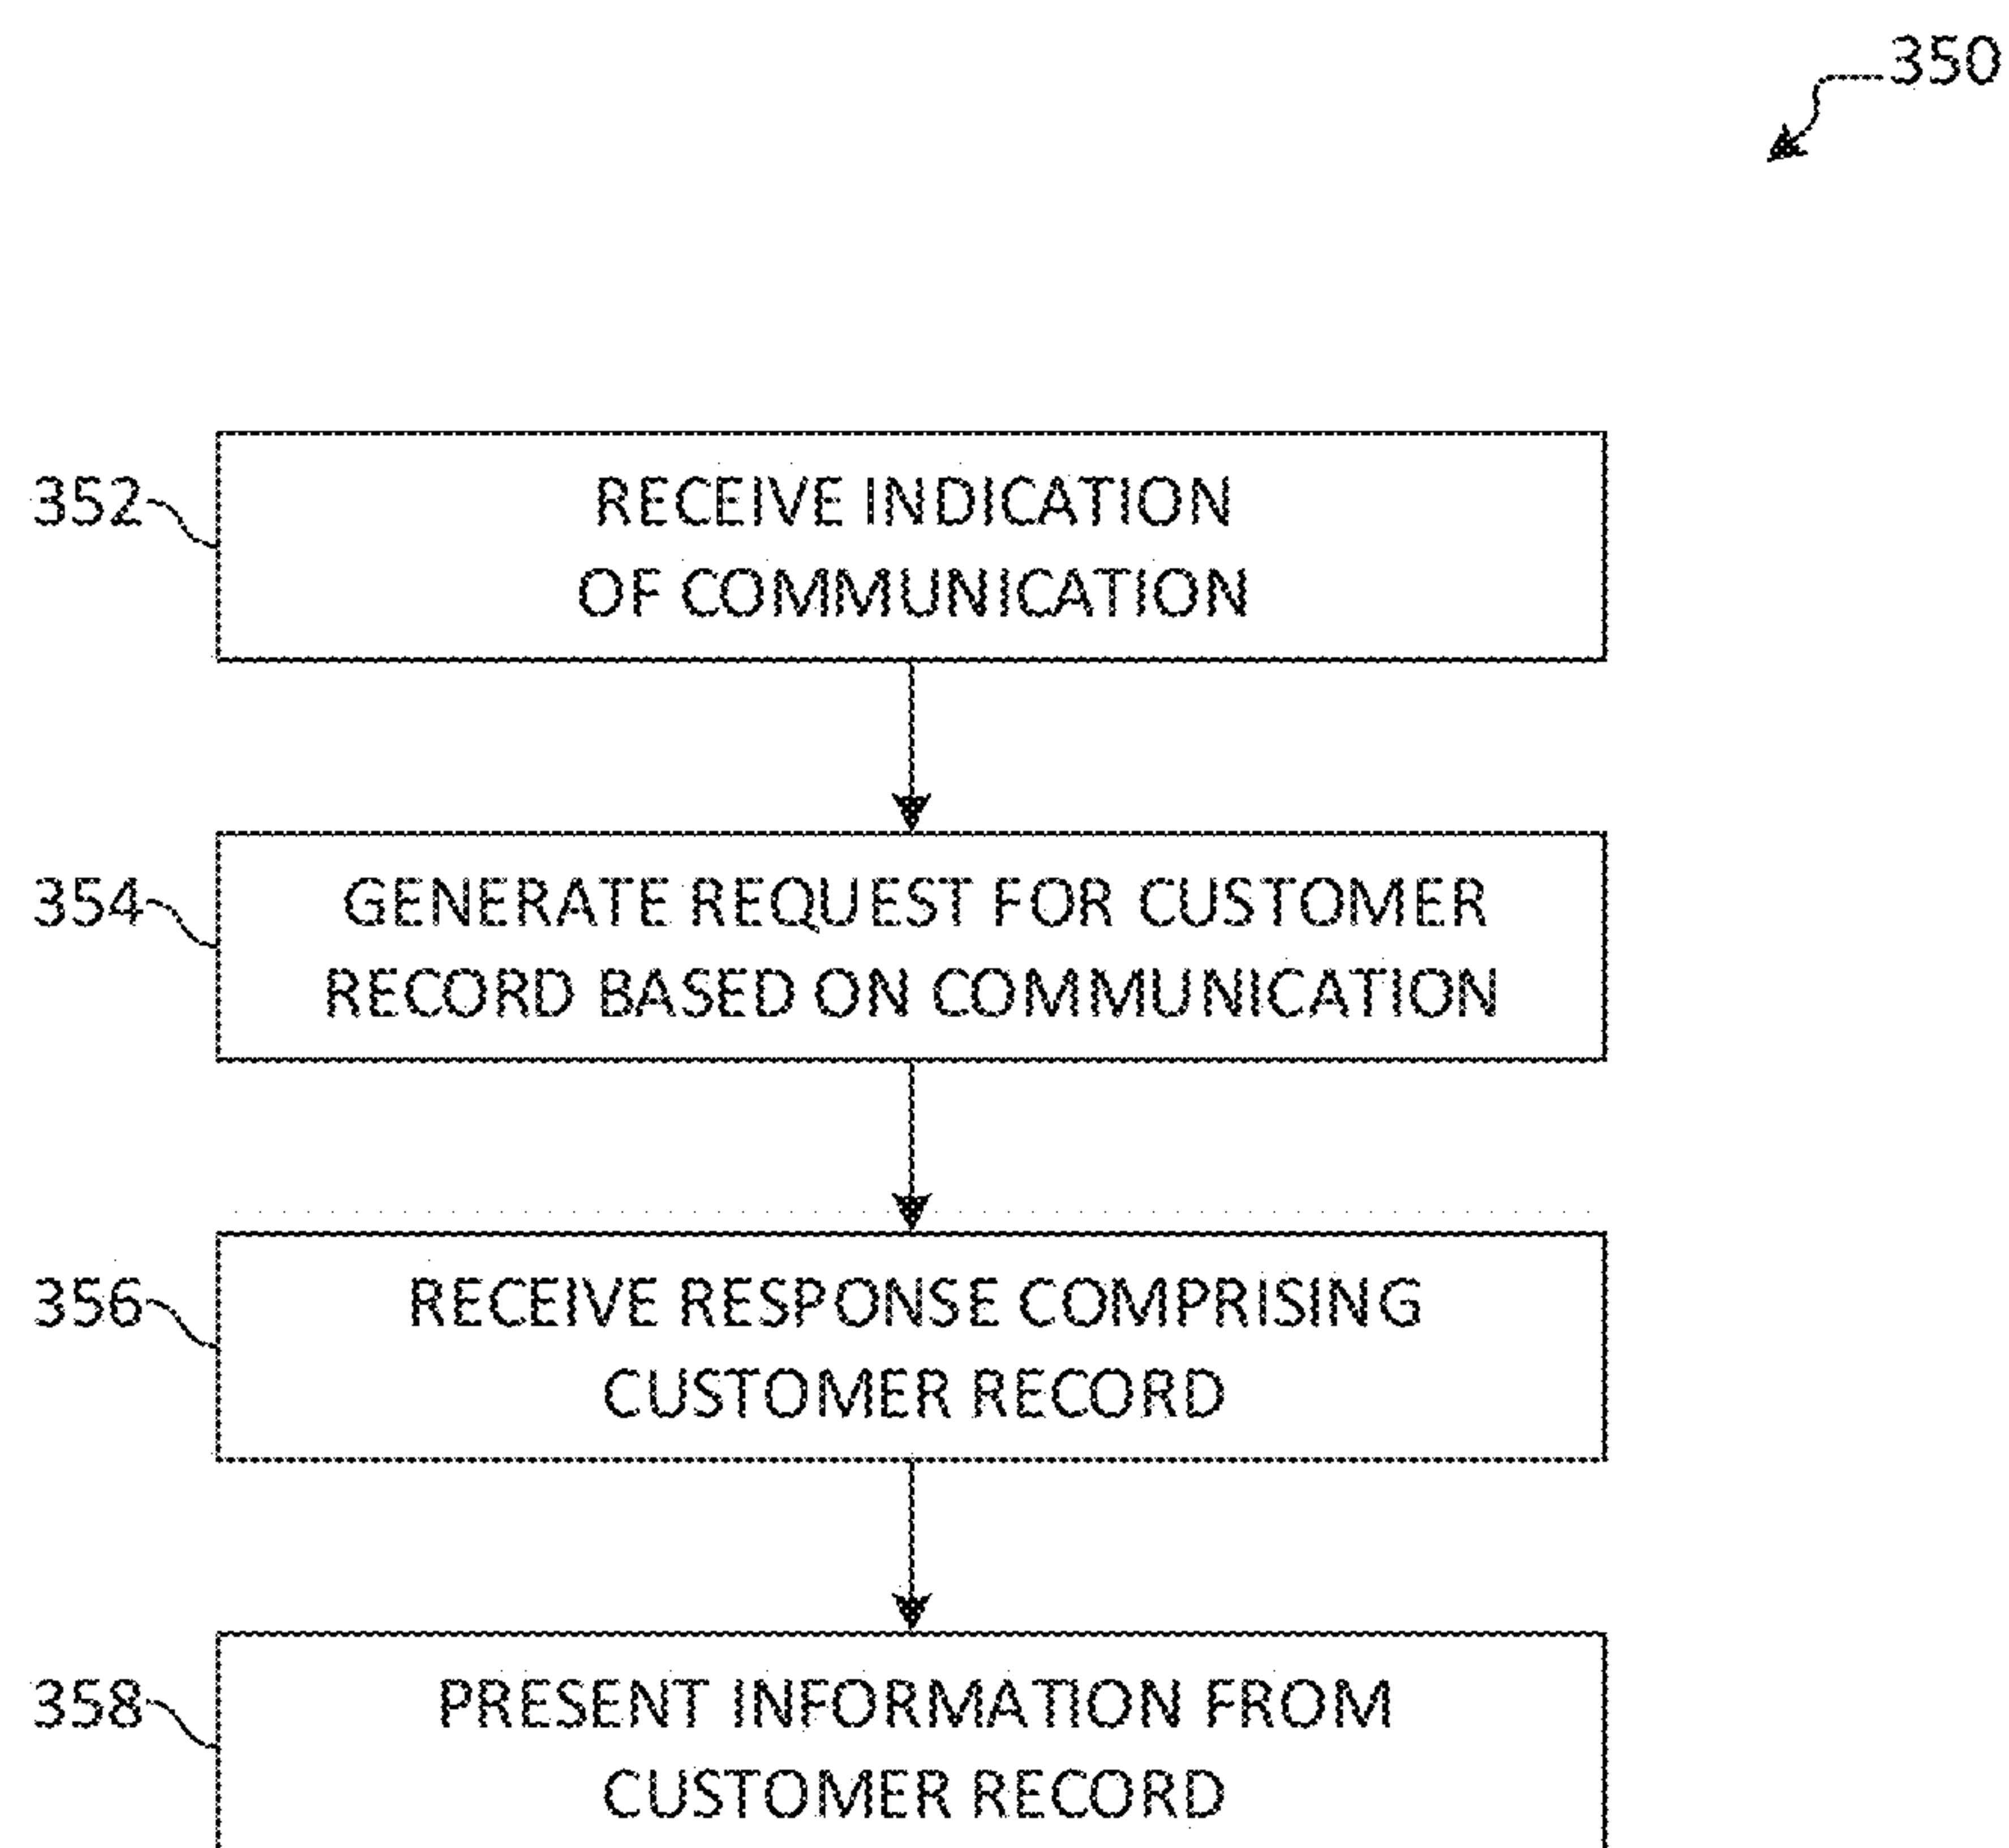 350
352
RECEIVE INDICATION
OF COMMUNICATION
354
GENERATE REQUEST FOR CUSTOMER
RECORD BASED ON COMMUNICATION
356
RECEIVE RESPONSE COMPRISING
CUSTOMER RECORD
358
PRESENT INFORMATION FROM
CUSTOMER RECORD